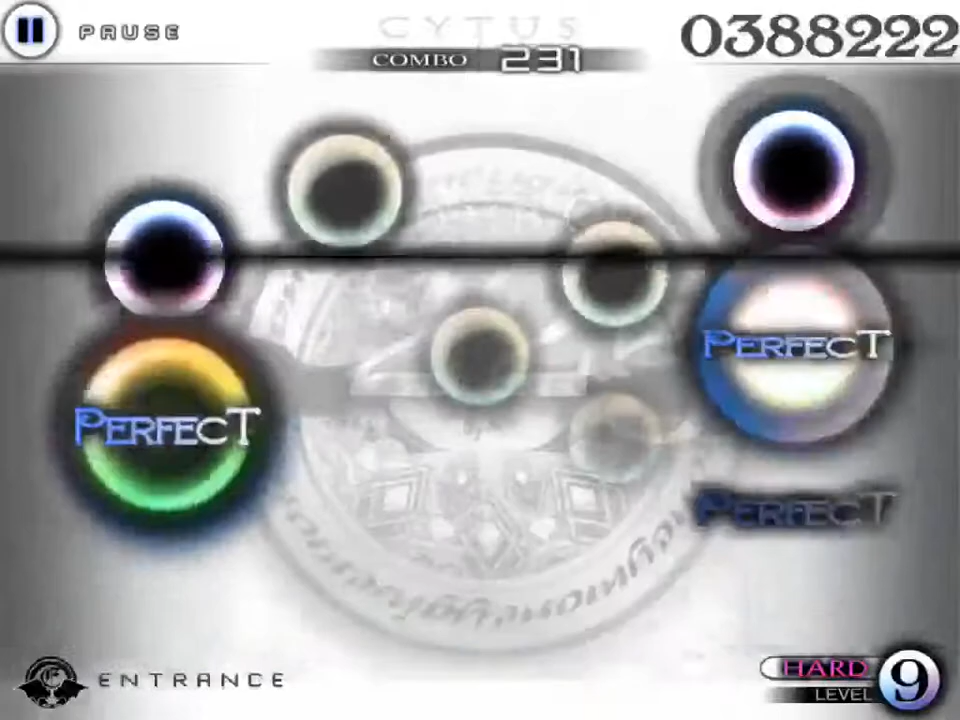 PAUSE
CYTUS
COMBO 231
0388222
PERFECT
PERFECT
PERFECT
ENTRANCE
HARD
LEVEL 9